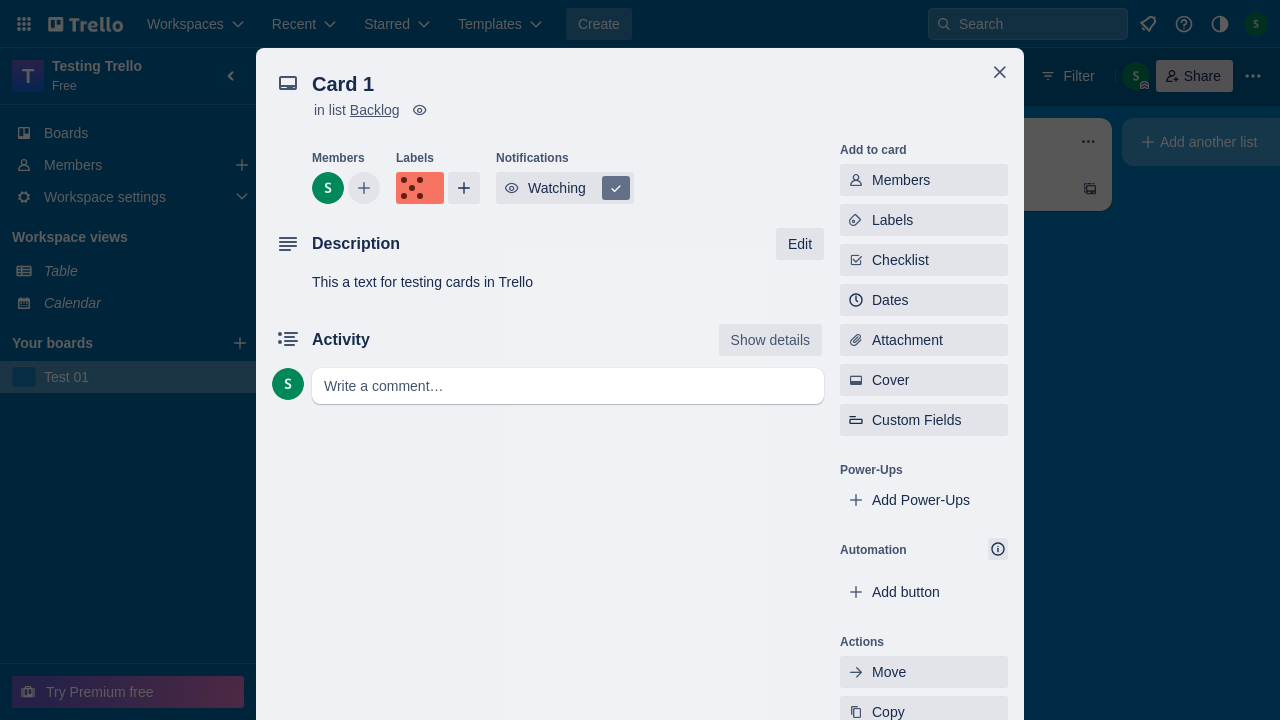 Trello
Workspaces
Recent
Starred
Templates
Create
Search
S
T
Testing Trello
Free
Filter
S
Share
Boards
Members
Workspace settings
Workspace views
Table
Calendar
Your boards
Test 01
Try Premium free
Add another list
Card 1
in list Backlog
Members
Labels
Notifications
S
Watching
Description
Edit
This a text for testing cards in Trello
Activity
Show details
S
Write a comment…
Add to card
Members
Labels
Checklist
Dates
Attachment
Cover
Custom Fields
Power-Ups
Add Power-Ups
Automation
Add button
Actions
Move
Copy